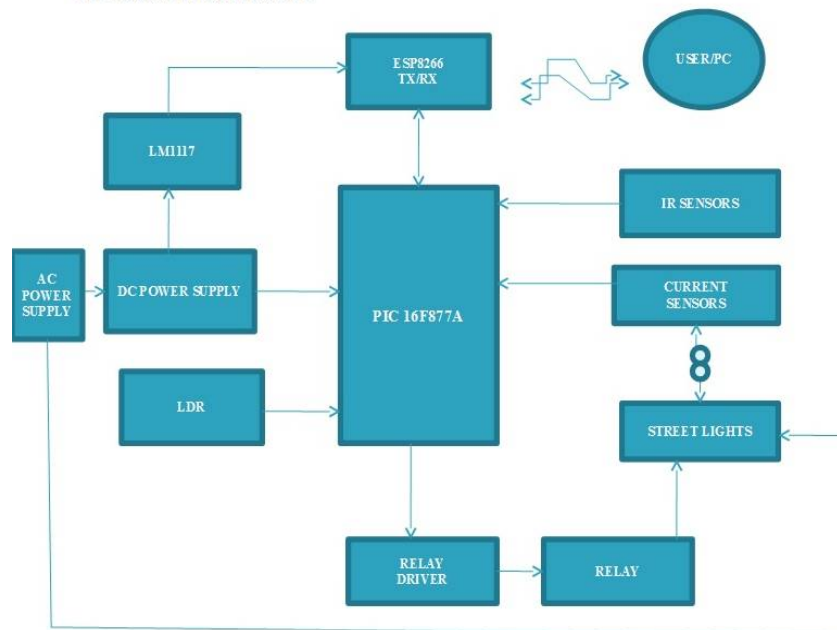 ESP8266
TX/RX
USER/PC
LM1117
IR SENSORS
AC
POWER
SUPPLY
DC POWER SUPPLY
PIC 16F877A
CURRENT
SENSORS
LDR
STREET LIGHTS
RELAY
DRIVER
RELAY